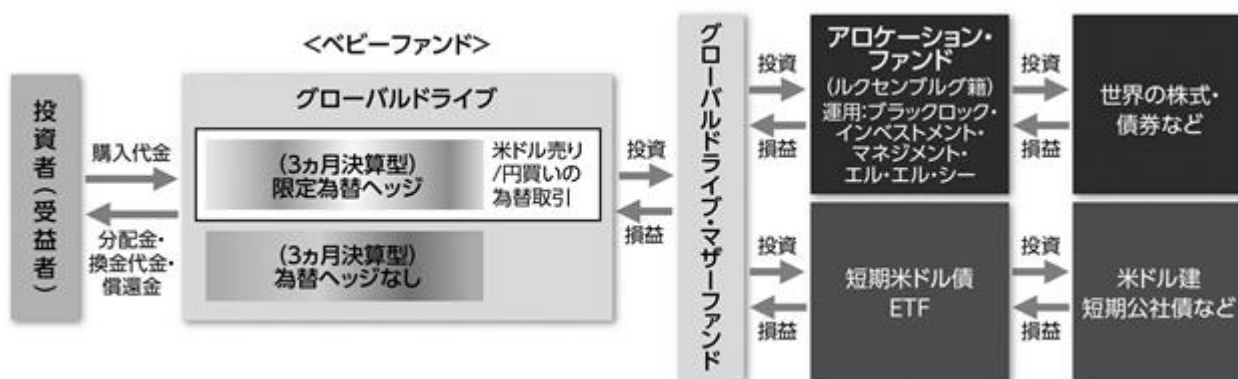 <ベビーファンド>
投資者(受益者)
購入代金
分配金・
換金代金・
償還金
グローバルドライブ
(3ヵ月決算型)
限定為替ヘッジ
米ドル売り
/円買いの
為替取引
(3ヵ月決算型)
為替ヘッジなし
投資
損益
グローバルドライブ・マザーファンド
投資
損益
アロケーション・
ファンド
(ルクセンブルグ籍)
運用:ブラックロック・
インベストメント・
マネジメント・
エル・エル・シー
投資
損益
世界の株式・
債券など
投資
損益
短期米ドル債
ETF
投資
損益
米ドル建
短期公社債など